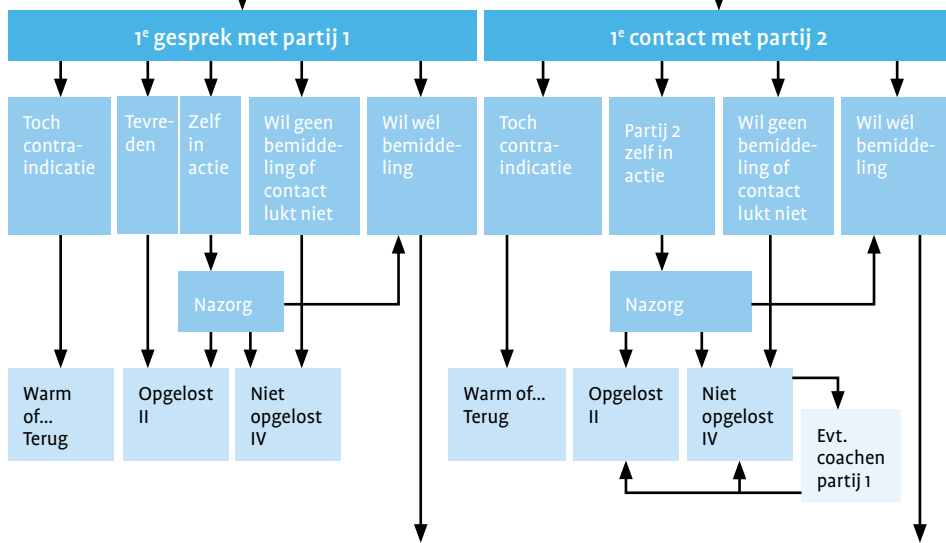 1e gesprek met partij 1
1e contact met partij 2
Toch
contra-
indicatie
Tevre-
den
Zelf
in
actie
Wil geen
bemidde-
ling of
contact
lukt niet
Wil wél
bemidde-
ling
Toch
contra-
indicatie
Partij 2
zelf in
actie
Wil geen
bemidde-
ling of
contact
lukt niet
Wil wél
bemidde-
ling
Nazorg
Nazorg
Warm
of...
Terug
Opgelost
II
Niet
opgelost
IV
Warm of...
Terug
Opgelost
II
Niet
opgelost
IV
Evt.
coachen
partij 1